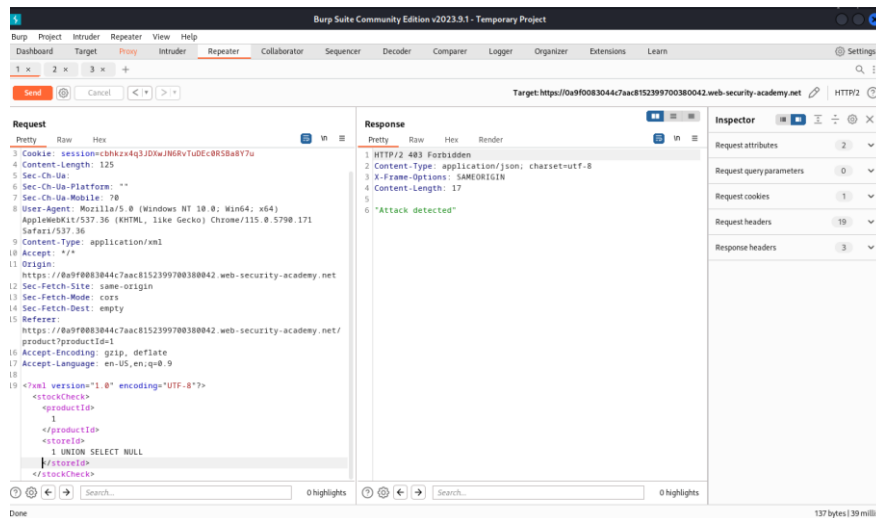 Burp Suite Community Edition v2023.9.1 - Temporary Project
Burp Project Intruder Repeater View Help
Dashboard Target Proxy Intruder Repeater Collaborator Sequencer Decoder Comparer Logger Organizer Extensions Learn Settings
1 × 2 × 3 × +
Send Cancel < > Target: https://0a9f0083044c7aac8152399700380042.web-security-academy.net HTTP/2
Request
Pretty Raw Hex
\n
3 Cookie: session=cbhkzx4q3JDXwJN6RvTuDEc0RSBa8Y7u
4 Content-Length: 125
5 Sec-Ch-Ua:
6 Sec-Ch-Ua-Platform: ""
7 Sec-Ch-Ua-Mobile: ?0
8 User-Agent: Mozilla/5.0 (Windows NT 10.0; Win64; x64)
AppleWebKit/537.36 (KHTML, like Gecko) Chrome/115.0.5790.171
Safari/537.36
9 Content-Type: application/xml
10 Accept: */*
11 Origin:
https://0a9f0083044c7aac8152399700380042.web-security-academy.net
12 Sec-Fetch-Site: same-origin
13 Sec-Fetch-Mode: cors
14 Sec-Fetch-Dest: empty
15 Referer:
https://0a9f0083044c7aac8152399700380042.web-security-academy.net/
product?productId=1
16 Accept-Encoding: gzip, deflate
17 Accept-Language: en-US,en;q=0.9
18
19 <?xml version="1.0" encoding="UTF-8"?>
<stockCheck>
<productId>
1
</productId>
<storeId>
1 UNION SELECT NULL
</storeId>
</stockCheck>
Search... 0 highlights
Response
Pretty Raw Hex Render
\n
1 HTTP/2 403 Forbidden
2 Content-Type: application/json; charset=utf-8
3 X-Frame-Options: SAMEORIGIN
4 Content-Length: 17
5
6 "Attack detected"
Search... 0 highlights
Inspector
Request attributes 2
Request query parameters 0
Request cookies 1
Request headers 19
Response headers 3
Done
137 bytes | 39 milli